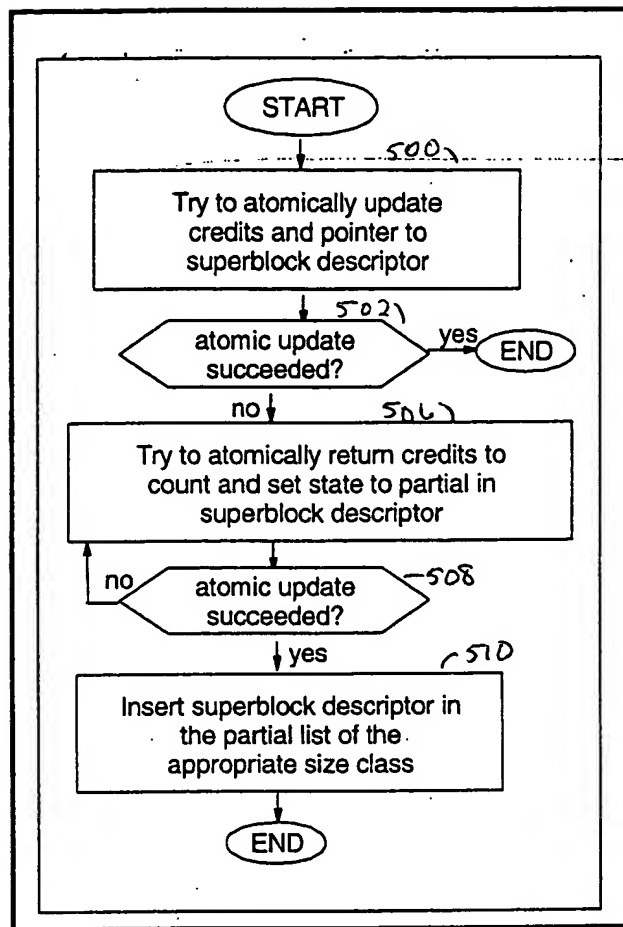 START
500
Try to atomically update
credits and pointer to
superblock descriptor
502
atomic update
succeeded?
yes
END
no
506
Try to atomically return credits to
count and set state to partial in
superblock descriptor
no
atomic update
succeeded?
508
yes
510
Insert superblock descriptor in
the partial list of the
appropriate size class
END